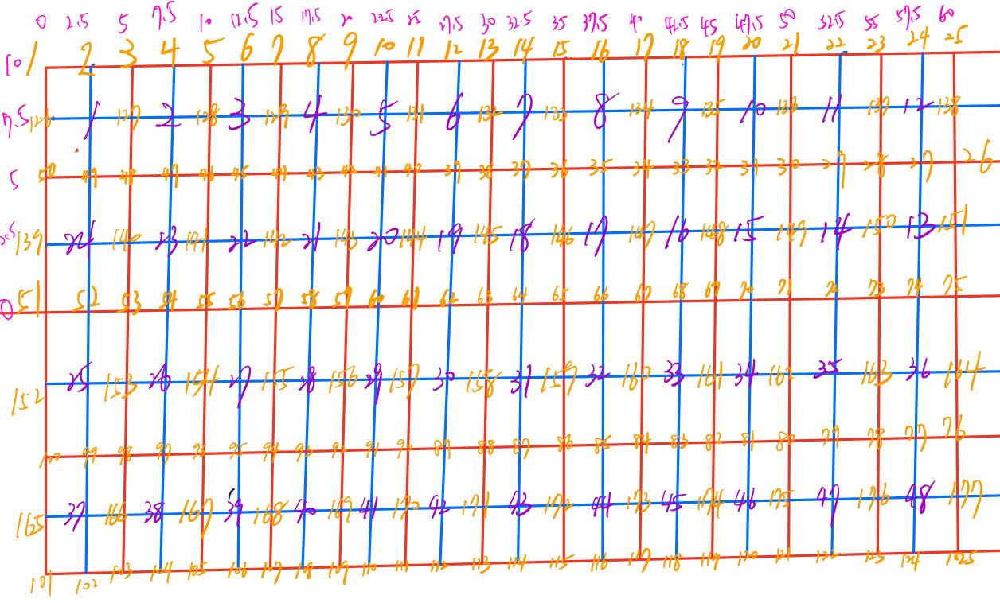 0 2.5 5 7.5 10 12.5 15 17.5 20 22.5 25 27.5 30 32.5 35 37.5 40 42.5 45 47.5 50 52.5 55 57.5 60
10 1 2 3 4 5 6 7 8 9 10 11 12 13 14 15 16 17 18 19 20 21 22 23 24 25
7.5 126 1 127 2 128 3 129 4 130 5 131 6 132 7 133 8 134 9 135 10 136 11 137 12 138
5 50 49 48 47 46 45 44 43 42 41 40 39 38 37 36 35 34 33 32 31 30 29 28 27 26
2.5 139 24 140 23 141 22 142 21 143 20 144 19 145 18 146 17 147 16 148 15 149 14 150 13 151
0 51 52 53 54 55 56 57 58 59 60 61 62 63 64 65 66 67 68 69 70 71 72 73 74 75
152 25 153 26 154 27 155 28 156 29 157 30 158 31 159 32 160 33 161 34 162 35 163 36 164
100 99 98 97 96 95 94 93 92 91 90 89 88 87 86 85 84 83 82 81 80 79 78 77 76
165 37 166 38 167 39 168 40 169 41 170 42 171 43 172 44 173 45 174 46 175 47 176 48 177
101 102 103 104 105 106 107 108 109 110 111 112 113 114 115 116 117 118 119 120 121 122 123 124 125